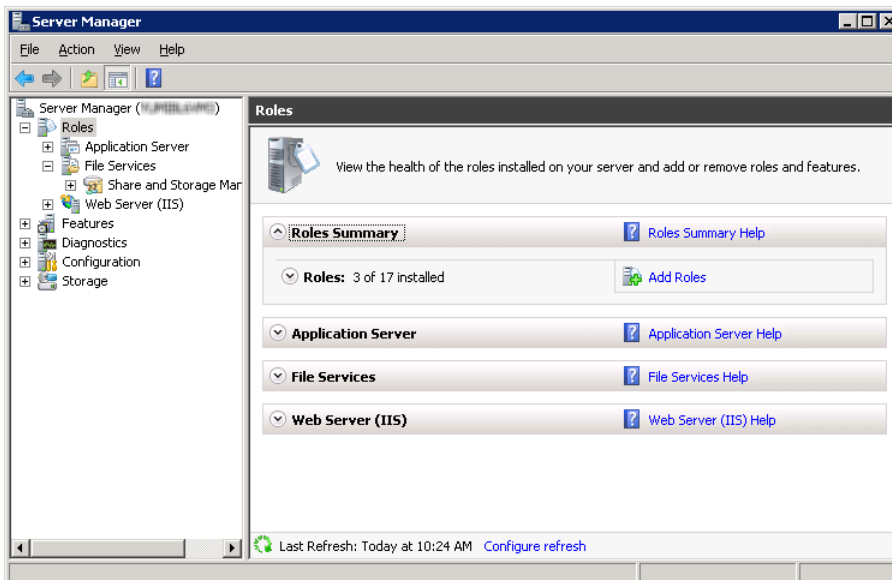 Server Manager
File Action View Help
Server Manager ( )
Roles
Application Server
File Services
Share and Storage Mar
Web Server (IIS)
Features
Diagnostics
Configuration
Storage
Roles
View the health of the roles installed on your server and add or remove roles and features.
Roles Summary Roles Summary Help
Roles: 3 of 17 installed Add Roles
Application Server Application Server Help
File Services File Services Help
Web Server (IIS) Web Server (IIS) Help
Last Refresh: Today at 10:24 AM Configure refresh